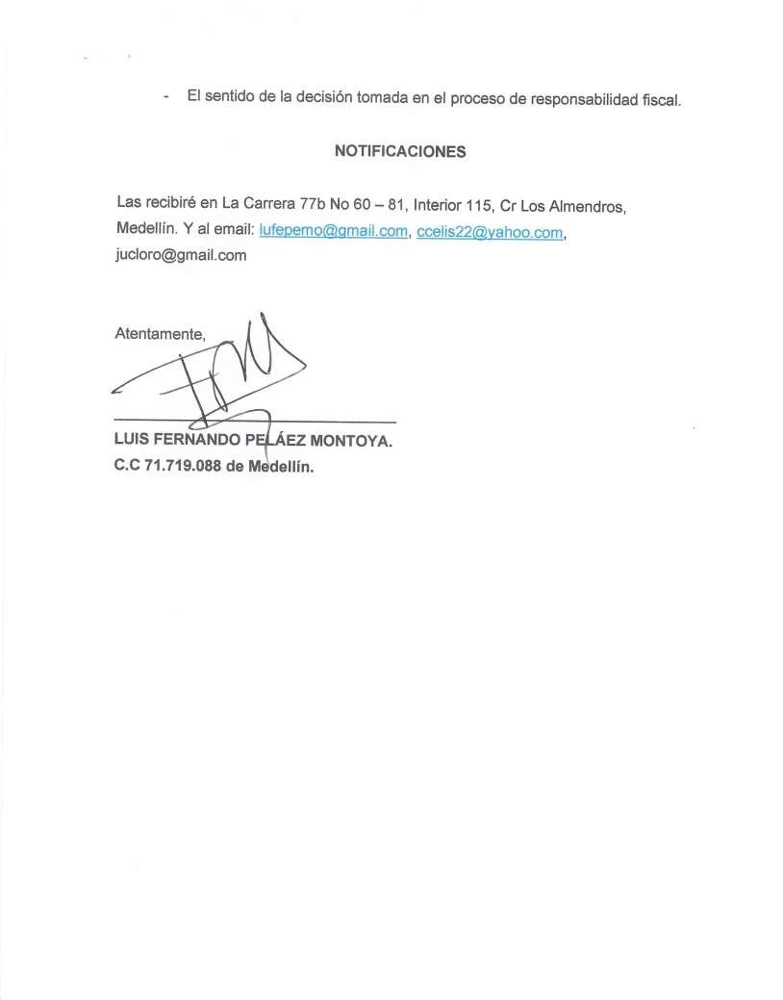 - El sentido de la decisión tomada en el proceso de responsabilidad fiscal.
NOTIFICACIONES
Las recibiré en La Carrera 77b No 60 – 81, Interior 115, Cr Los Almendros,
Medellín. Y al email: lufepemo@gmail.com, ccelis22@yahoo.com,
jucloro@gmail.com
Atentamente,
LUIS FERNANDO PELÁEZ MONTOYA.
C.C 71.719.088 de Medellín.